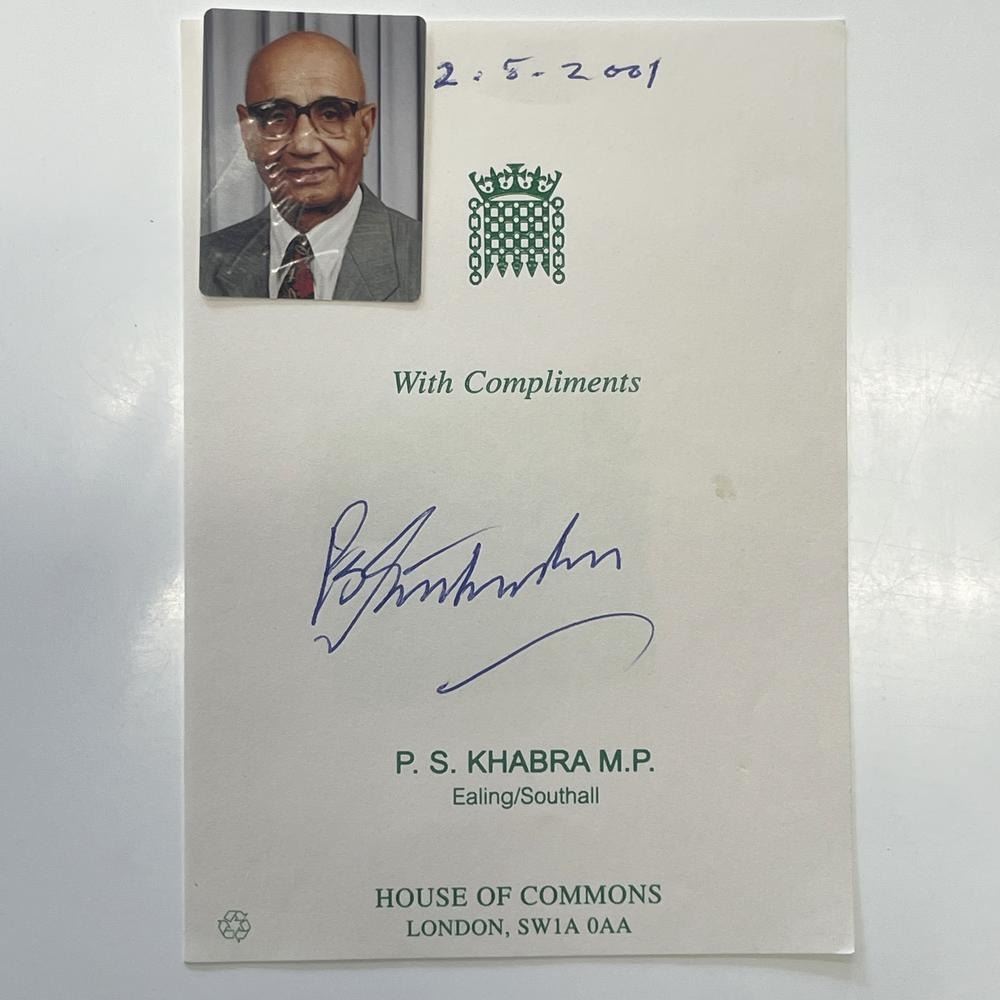 2.5.2001
With Compliments
P. S. KHABRA M.P.
Ealing/Southall
HOUSE OF COMMONS
LONDON, SW1A 0AA